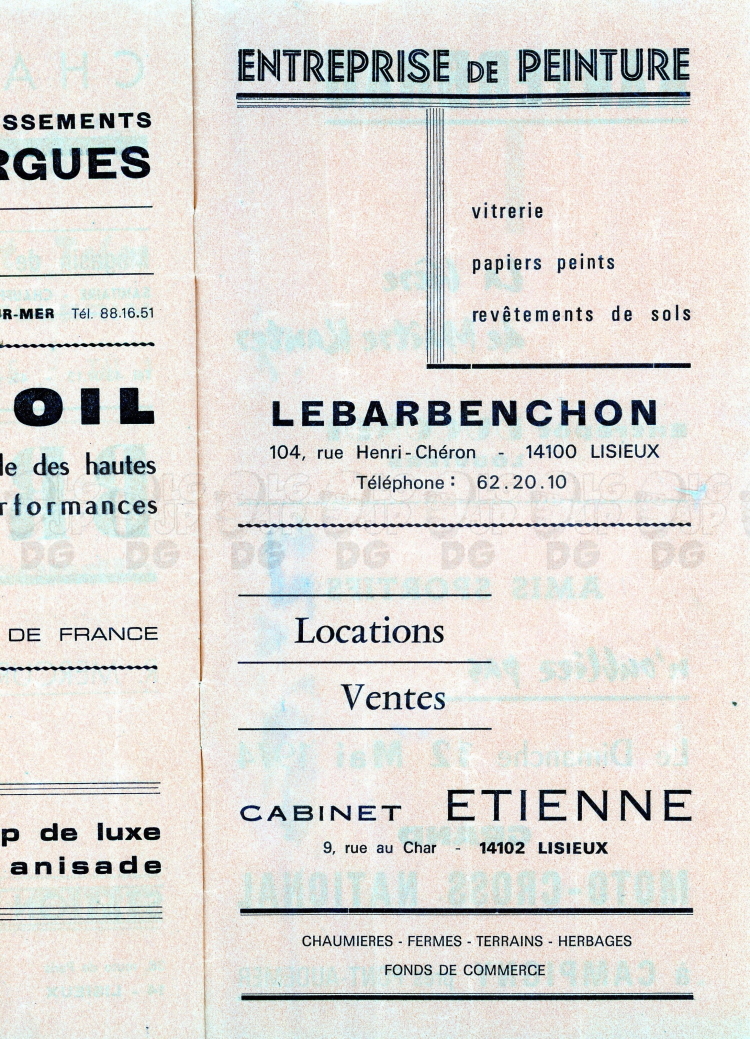 SSEMENTS
RGUES
R-MER Tél. 88.16.51
OIL
le des hautes
rformances
DE FRANCE
p de luxe
anisade
ENTREPRISE DE PEINTURE
vitrerie
papiers peints
revêtements de sols
LEBARBENCHON
104, rue Henri-Chéron - 14100 LISIEUX
Téléphone : 62.20.10
Locations
Ventes
CABINET ETIENNE
9, rue au Char - 14102 LISIEUX
CHAUMIERES - FERMES - TERRAINS - HERBAGES
FONDS DE COMMERCE